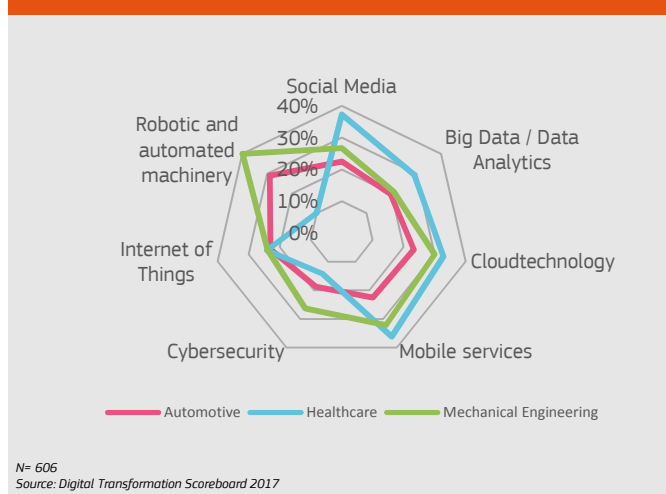 Social Media
40%
30%
20%
10%
0%
Robotic and
automated
machinery
Big Data / Data
Analytics
Internet of
Things
Cloudtechnology
Cybersecurity
Mobile services
Automotive
Healthcare
Mechanical Engineering
N= 606
Source: Digital Transformation Scoreboard 2017